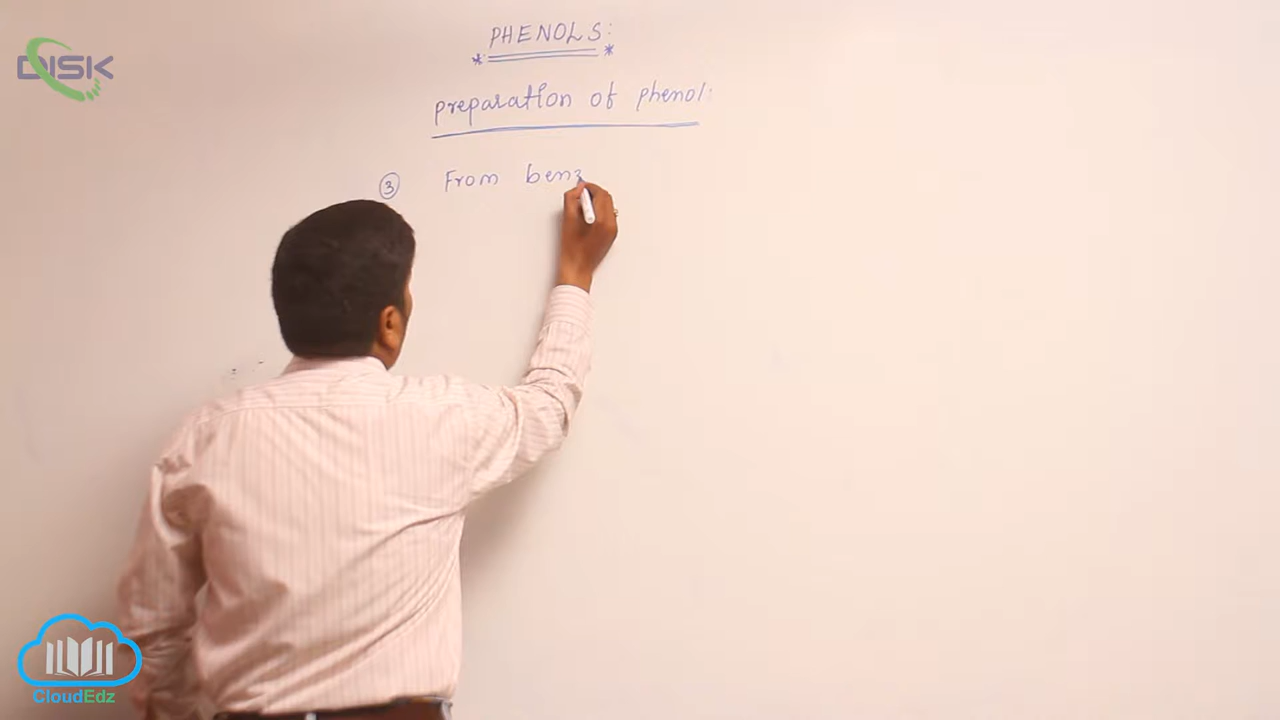 DISK
PHENOLS:
preparation of phenol:
3 From benz
CloudEdz